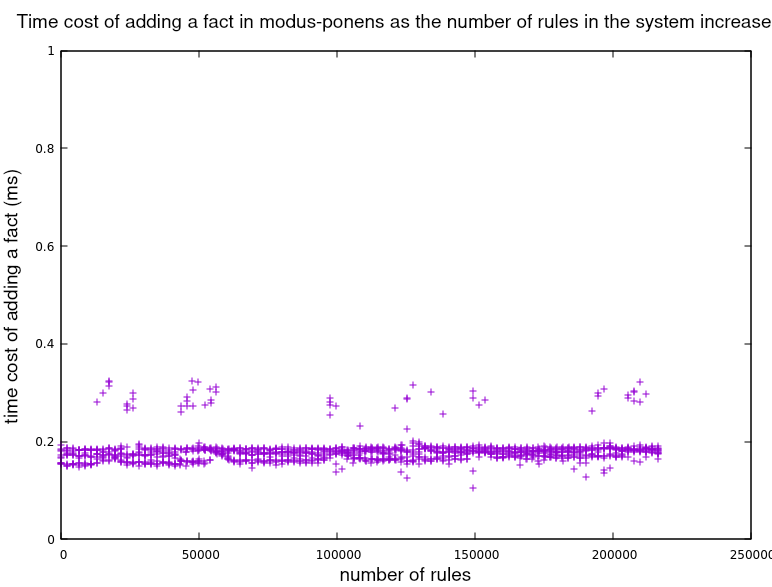 Time cost of adding a fact in modus-ponens as the number of rules in the system increase
1
0.8
0.6
0.4
0.2
0
time cost of adding a fact (ms)
0 50000 100000 150000 200000 250000
number of rules